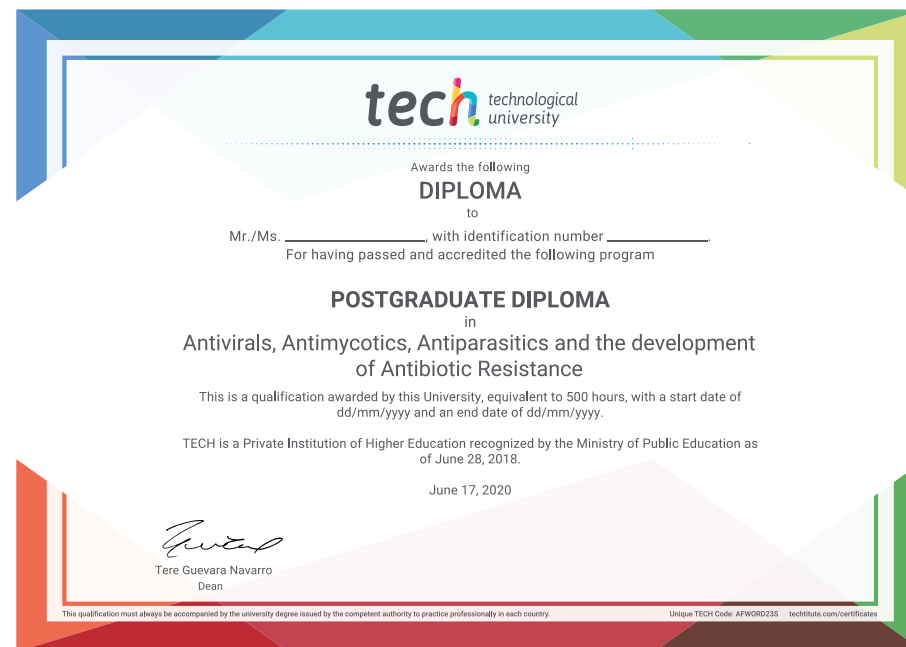 tech technological
university
Awards the following
DIPLOMA
to
Mr./Ms. ____________________, with identification number ______________.
For having passed and accredited the following program
POSTGRADUATE DIPLOMA
in
Antivirals, Antimycotics, Antiparasitics and the development
of Antibiotic Resistance
This is a qualification awarded by this University, equivalent to 500 hours, with a start date of
dd/mm/yyyy and an end date of dd/mm/yyyy.
TECH is a Private Institution of Higher Education recognized by the Ministry of Public Education as
of June 28, 2018.
June 17, 2020
Tere Guevara Navarro
Dean
This qualification must always be accompanied by the university degree issued by the competent authority to practice professionally in each country. Unique TECH Code: AFWORD23S techtitute.com/certificates